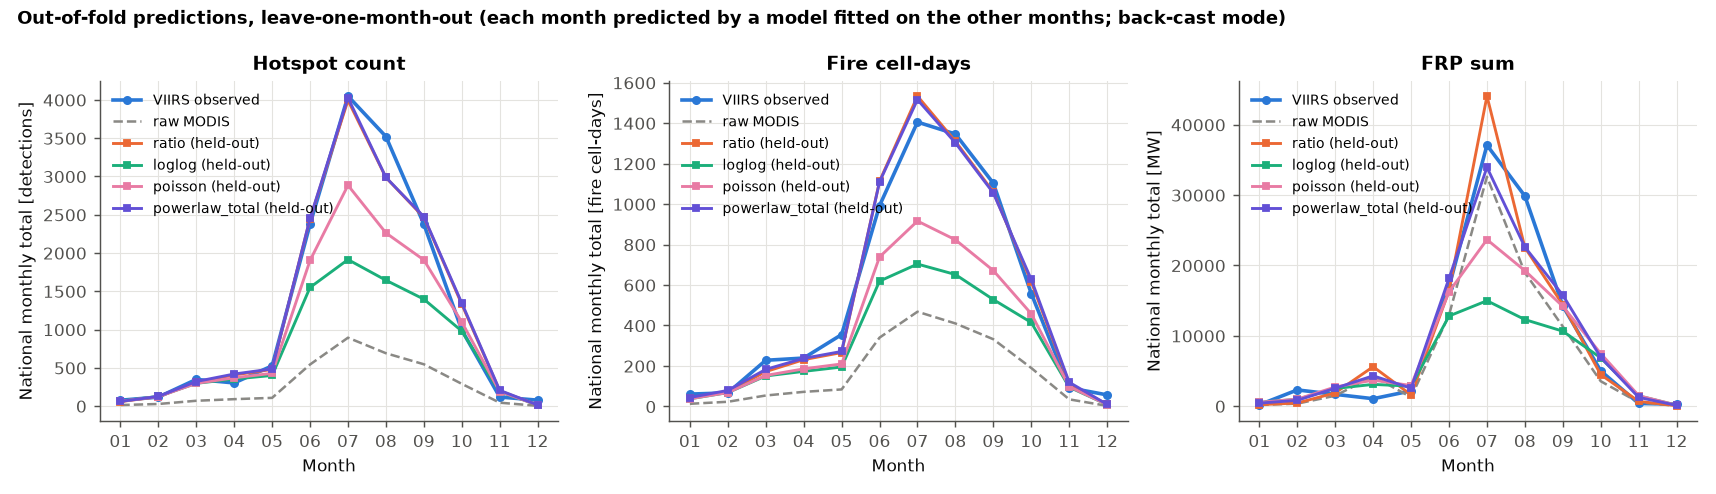 Out-of-fold predictions, leave-one-month-out (each month predicted by a model fitted on the other months; back-cast mode)
Hotspot count
National monthly total [detections]
4000
3500
3000
2500
2000
1500
1000
500
0
VIIRS observed
raw MODIS
ratio (held-out)
loglog (held-out)
poisson (held-out)
powerlaw_total (held-out)
01 02 03 04 05 06 07 08 09 10 11 12
Month
Fire cell-days
National monthly total [fire cell-days]
1600
1400
1200
1000
800
600
400
200
0
VIIRS observed
raw MODIS
ratio (held-out)
loglog (held-out)
poisson (held-out)
powerlaw_total (held-out)
01 02 03 04 05 06 07 08 09 10 11 12
Month
FRP sum
National monthly total [MW]
40000
30000
20000
10000
0
VIIRS observed
raw MODIS
ratio (held-out)
loglog (held-out)
poisson (held-out)
powerlaw_total (held-out)
01 02 03 04 05 06 07 08 09 10 11 12
Month